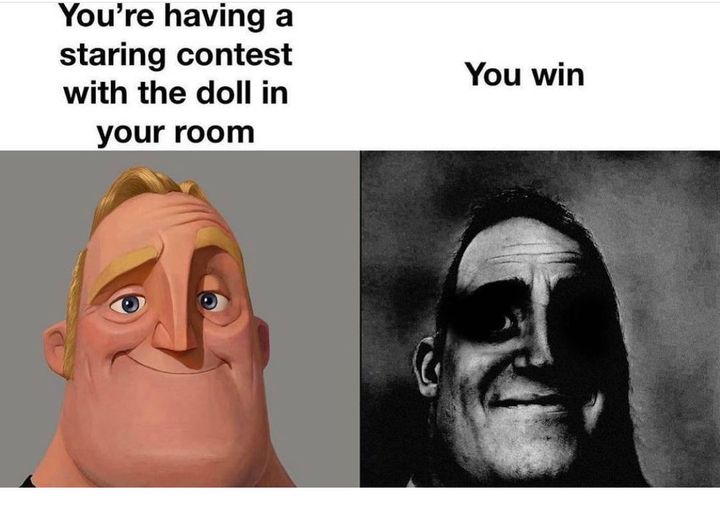 You’re having a
staring contest
with the doll in
your room
You win